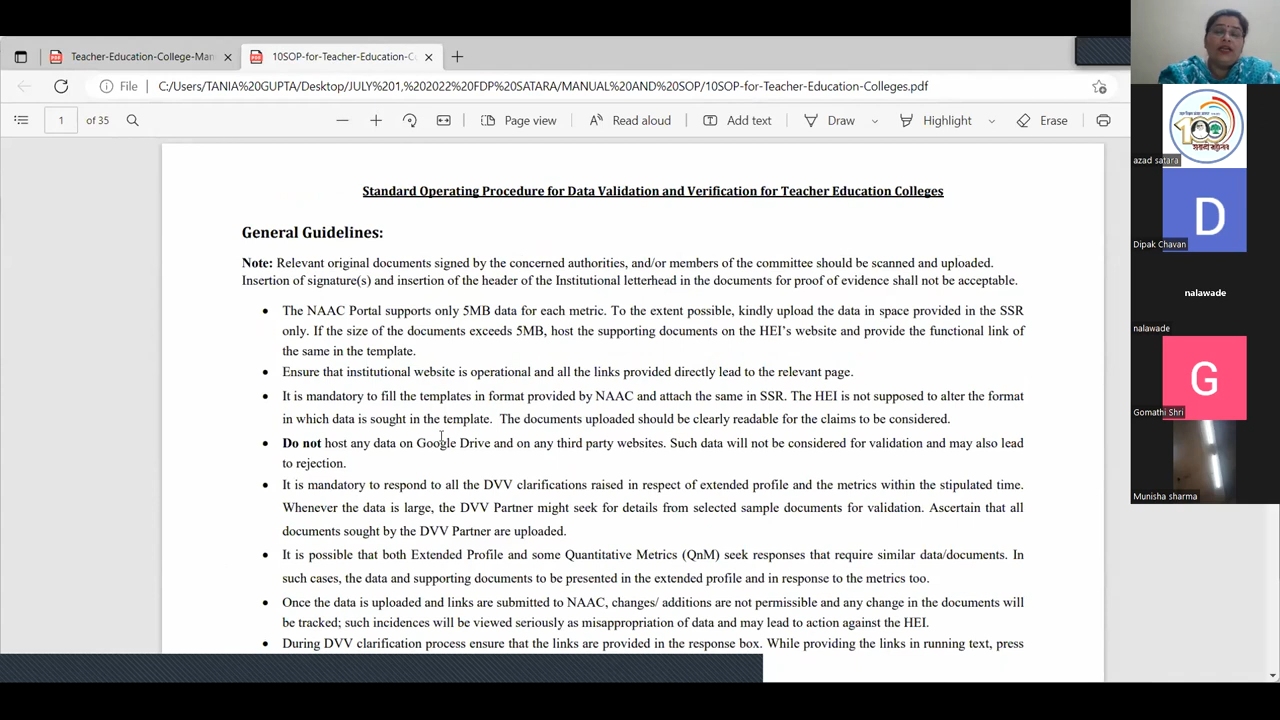 Teacher-Education-College-Man
10SOP-for-Teacher-Education-C
File
C:/Users/TANIA%20GUPTA/Desktop/JULY%201,%202022%20FDP%20SATARA/MANUAL%20AND%20SOP/10SOP-for-Teacher-Education-Colleges.pdf
1 of 35
Page view
Read aloud
Add text
Draw
Highlight
Erase
Standard Operating Procedure for Data Validation and Verification for Teacher Education Colleges
General Guidelines:
Note: Relevant original documents signed by the concerned authorities, and/or members of the committee should be scanned and uploaded.
Insertion of signature(s) and insertion of the header of the Institutional letterhead in the documents for proof of evidence shall not be acceptable.
• The NAAC Portal supports only 5MB data for each metric. To the extent possible, kindly upload the data in space provided in the SSR
only. If the size of the documents exceeds 5MB, host the supporting documents on the HEI's website and provide the functional link of
the same in the template.
• Ensure that institutional website is operational and all the links provided directly lead to the relevant page.
• It is mandatory to fill the templates in format provided by NAAC and attach the same in SSR. The HEI is not supposed to alter the format
in which data is sought in the template. The documents uploaded should be clearly readable for the claims to be considered.
• Do not host any data on Google Drive and on any third party websites. Such data will not be considered for validation and may also lead
to rejection.
• It is mandatory to respond to all the DVV clarifications raised in respect of extended profile and the metrics within the stipulated time.
Whenever the data is large, the DVV Partner might seek for details from selected sample documents for validation. Ascertain that all
documents sought by the DVV Partner are uploaded.
• It is possible that both Extended Profile and some Quantitative Metrics (QnM) seek responses that require similar data/documents. In
such cases, the data and supporting documents to be presented in the extended profile and in response to the metrics too.
• Once the data is uploaded and links are submitted to NAAC, changes/ additions are not permissible and any change in the documents will
be tracked; such incidences will be viewed seriously as misappropriation of data and may lead to action against the HEI.
• During DVV clarification process ensure that the links are provided in the response box. While providing the links in running text, press
100
azad satara
D
Dipak Chavan
nalawade
nalawade
G
Gomathi Shri
Munisha sharma